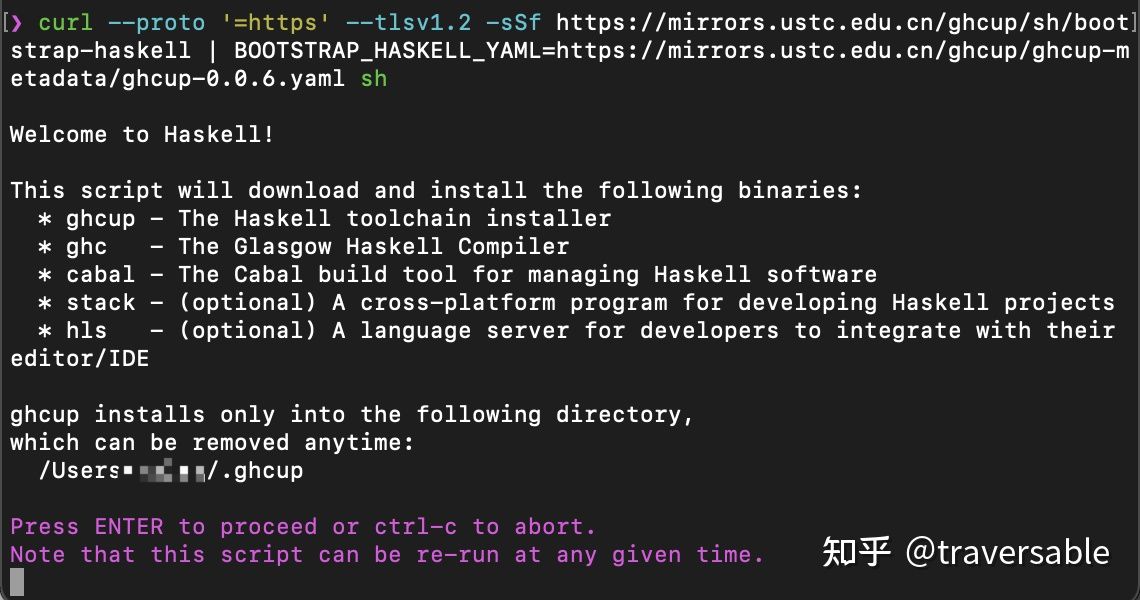 [❯ curl --proto '=https' --tlsv1.2 -sSf https://mirrors.ustc.edu.cn/ghcup/sh/boot]
strap-haskell | BOOTSTRAP_HASKELL_YAML=https://mirrors.ustc.edu.cn/ghcup/ghcup-m
etadata/ghcup-0.0.6.yaml sh
Welcome to Haskell!
This script will download and install the following binaries:
* ghcup - The Haskell toolchain installer
* ghc - The Glasgow Haskell Compiler
* cabal - The Cabal build tool for managing Haskell software
* stack - (optional) A cross-platform program for developing Haskell projects
* hls - (optional) A language server for developers to integrate with their
editor/IDE
ghcup installs only into the following directory,
which can be removed anytime:
/Users /.ghcup
Press ENTER to proceed or ctrl-c to abort.
Note that this script can be re-run at any given time.
知乎 @traversable